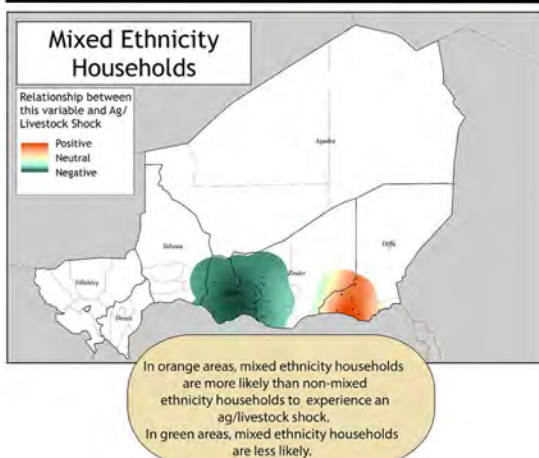 Mixed Ethnicity
Households
Relationship between
this variable and Ag/
Livestock Shock
Positive
Neutral
Negative
Agadez
Diffa
Tahoua
Zinder
Tillabéry
Dosso
In orange areas, mixed ethnicity households
are more likely than non-mixed
ethnicity households to experience an
ag/livestock shock.
In green areas, mixed ethnicity households
are less likely.